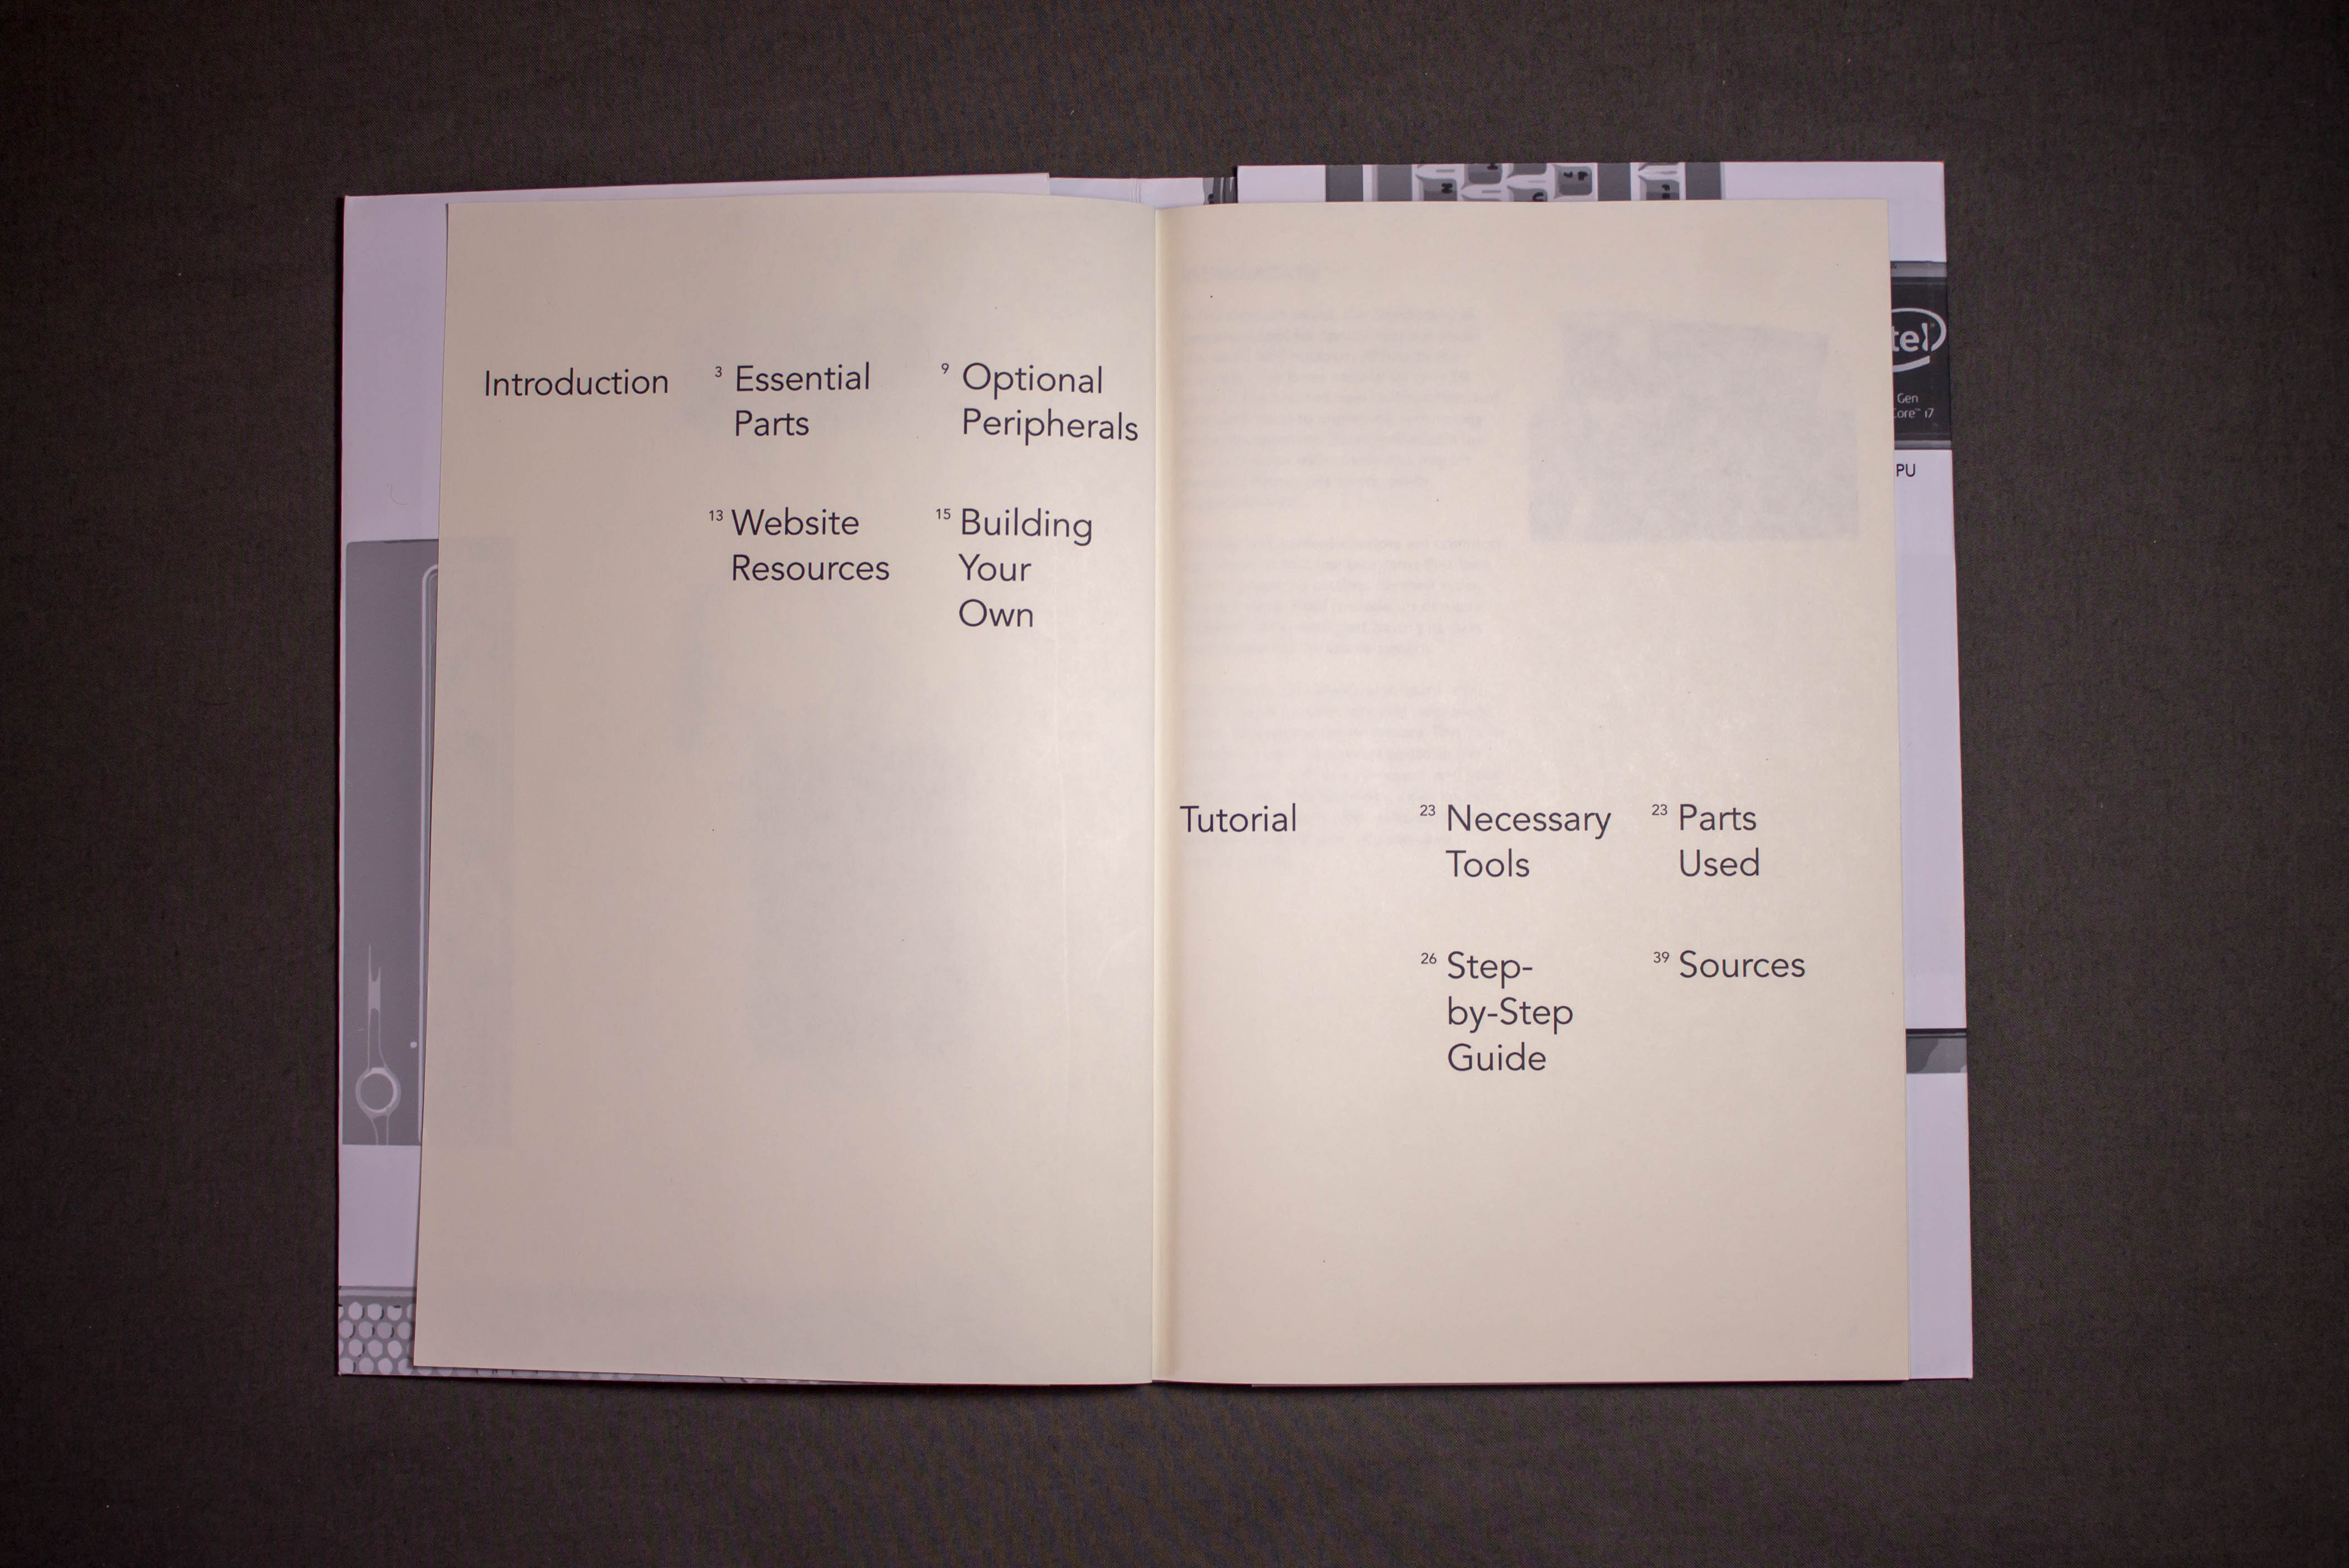 Introduction
3 Essential
Parts
9 Optional
Peripherals
13 Website
Resources
15 Building
Your
Own
Tutorial
23 Necessary
Tools
23 Parts
Used
26 Step-
by-Step
Guide
39 Sources
tel
Gen
ore™ i7
PU